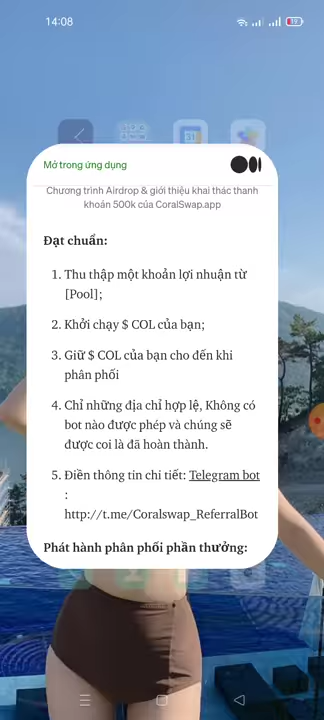 14:08
19
Mở trong ứng dụng
Chương trình Airdrop & giới thiệu khai thác thanh
khoản 500k của CoralSwap.app
Đạt chuẩn:
1. Thu thập một khoản lợi nhuận từ
[Pool];
2. Khởi chạy $ COL của bạn;
3. Giữ $ COL của bạn cho đến khi
phân phối
4. Chỉ những địa chỉ hợp lệ, Không có
bot nào được phép và chúng sẽ
được coi là đã hoàn thành.
5. Điền thông tin chi tiết: Telegram bot
:
http://t.me/Coralswap_ReferralBot
Phát hành phân phối phần thưởng: